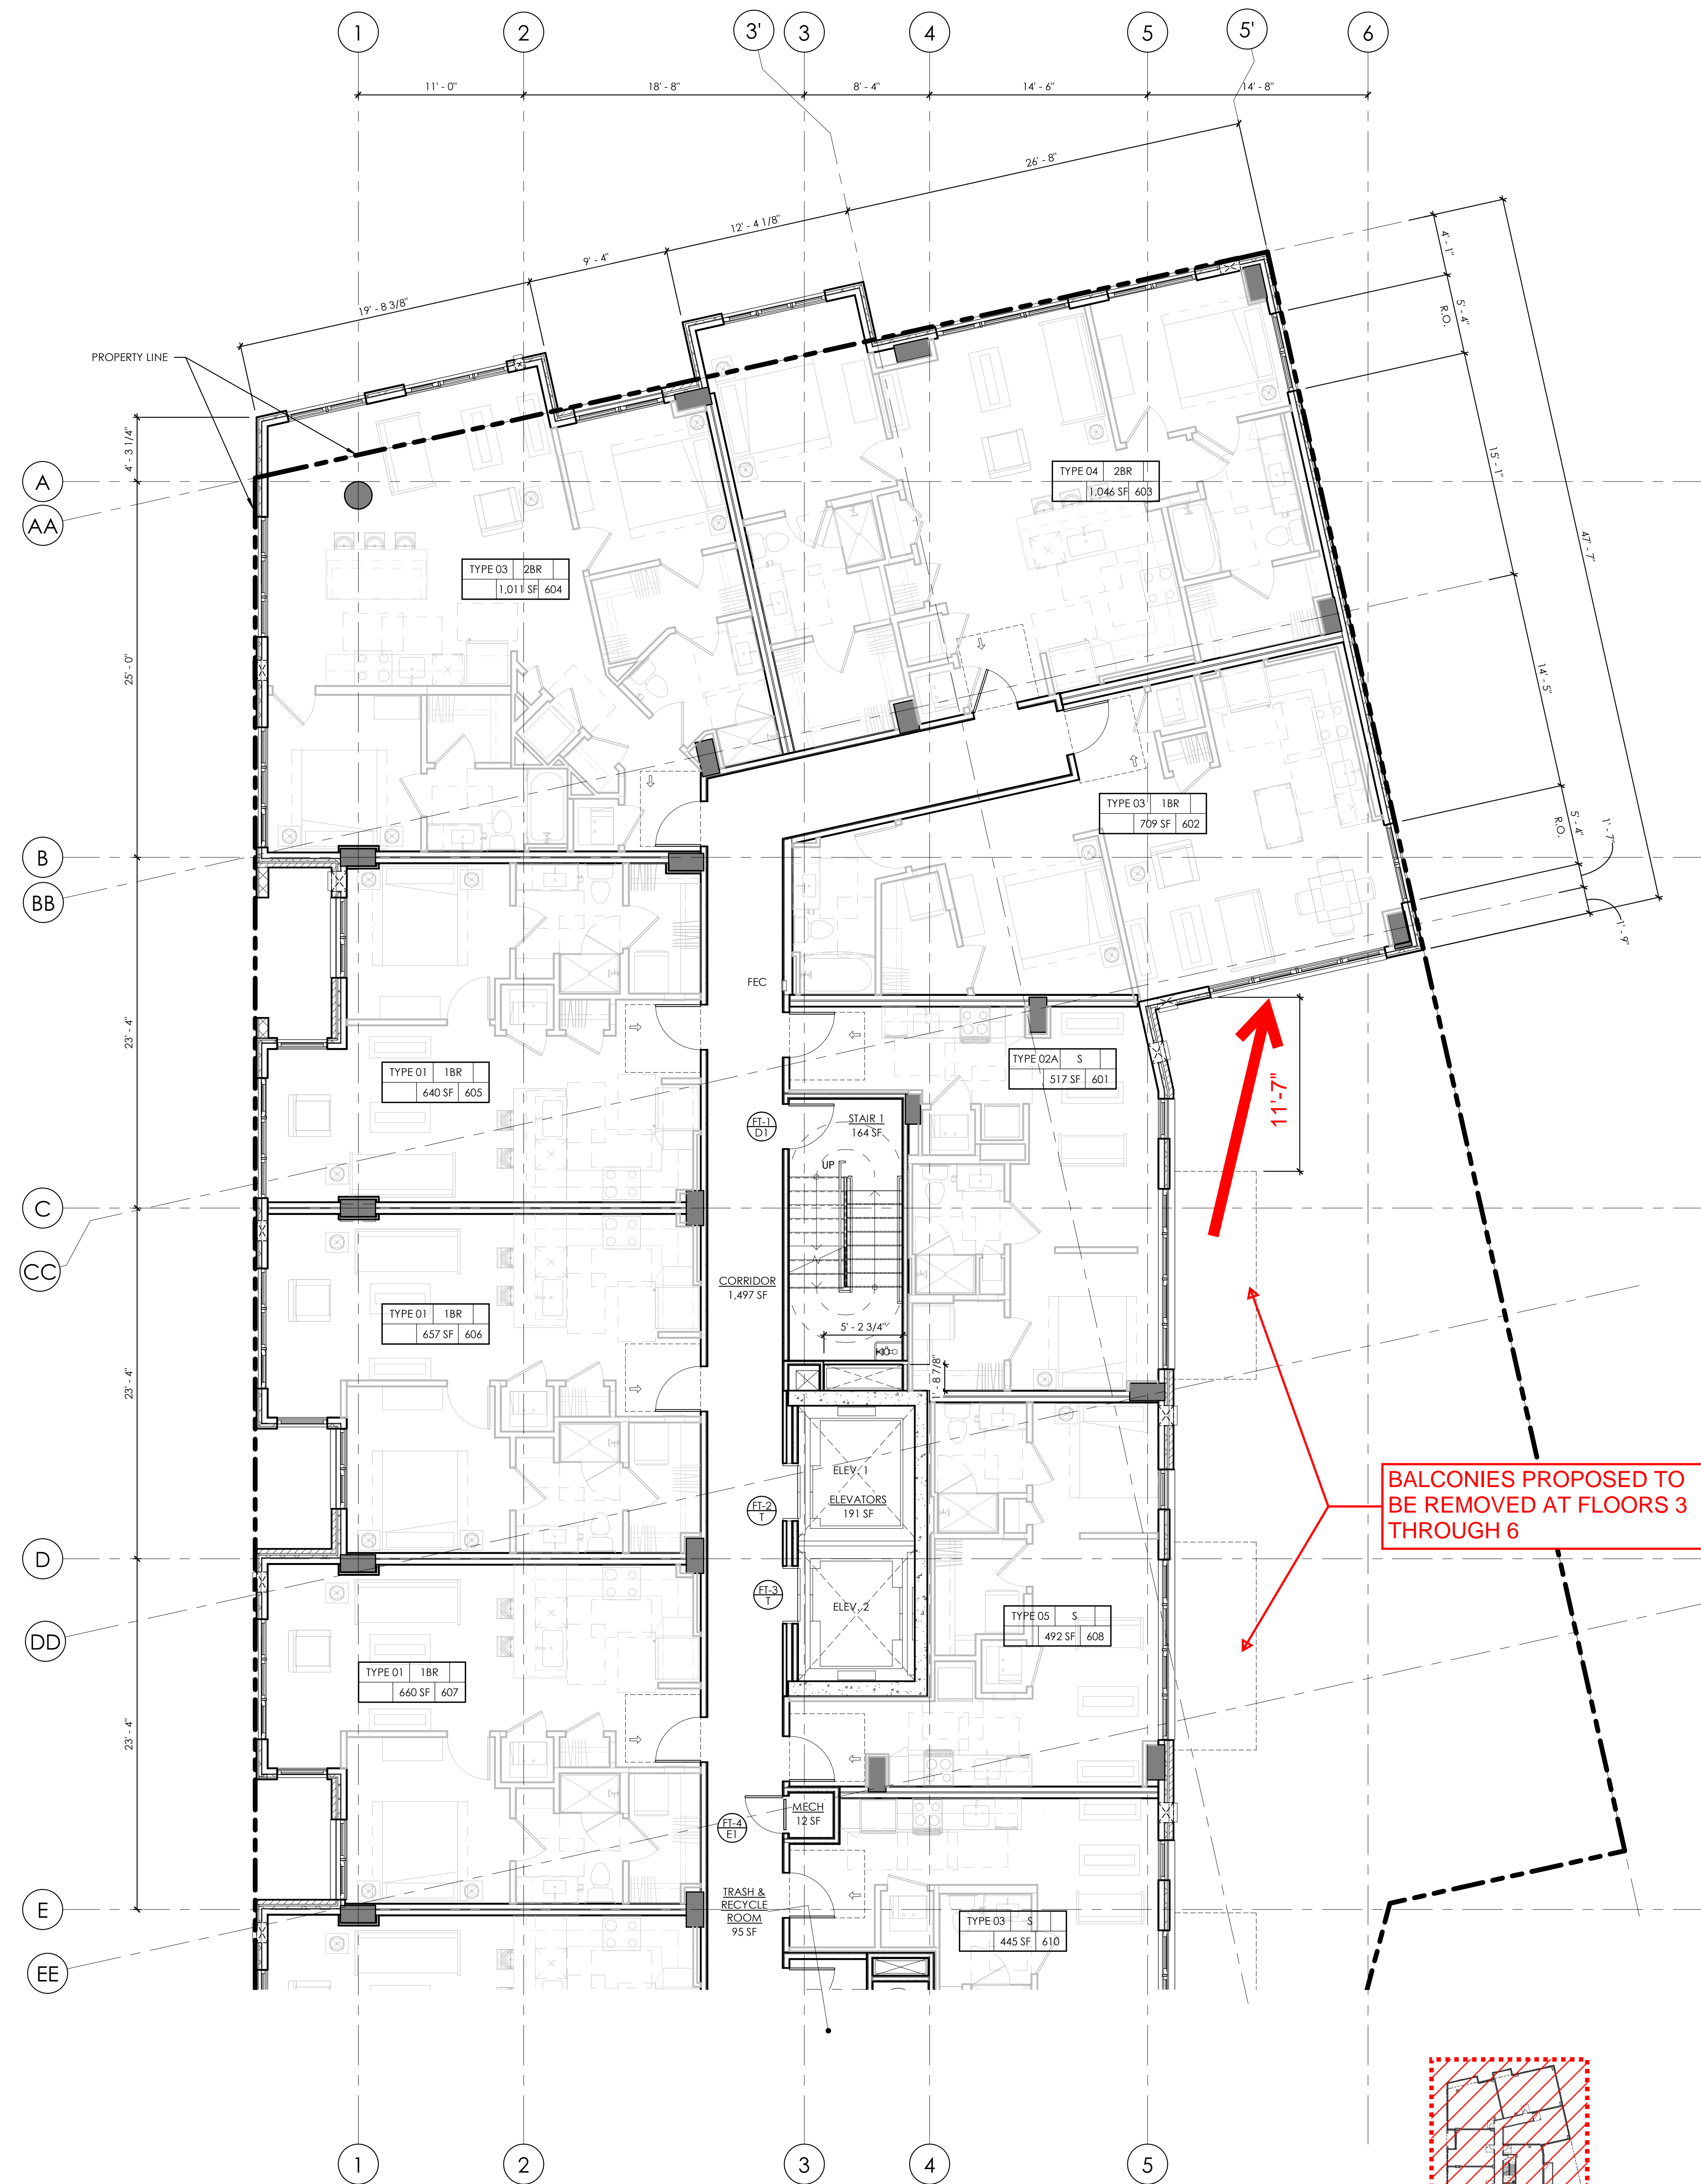 1
2
3'
3
4
5
5'
6
11' - 0"
18' - 8"
8' - 4"
14' - 6"
14' - 8"
26' - 8"
12' - 4 1/8"
9' - 4"
19' - 8 3/8"
4' - 1"
5' - 4"
R.O.
15' - 1"
47' - 7"
14' - 5"
5' - 4"
R.O.
1' - 7"
1' - 9"
PROPERTY LINE
4' - 3 1/4"
A
AA
25' - 0"
TYPE 04 2BR
1,046 SF 603
TYPE 03 2BR
1,011 SF 604
TYPE 03 1BR
709 SF 602
B
BB
FEC
23' - 4"
TYPE 01 1BR
640 SF 605
TYPE 02A S
517 SF 601
11'-7"
FT-1
D1
STAIR 1
164 SF
UP
C
CC
CORRIDOR
1,497 SF
TYPE 01 1BR
657 SF 606
5' - 2 3/4"
1' - 8 7/8"
23' - 4"
ELEV. 1
ELEVATORS
191 SF
FT-2
T
BALCONIES PROPOSED TO
BE REMOVED AT FLOORS 3
THROUGH 6
D
DD
FT-3
T
ELEV. 2
TYPE 05 S
492 SF 608
TYPE 01 1BR
660 SF 607
23' - 4"
MECH
12 SF
FT-4
E1
E
EE
TRASH &
RECYCLE
ROOM
95 SF
TYPE 03 S
445 SF 610
1
2
3
4
5